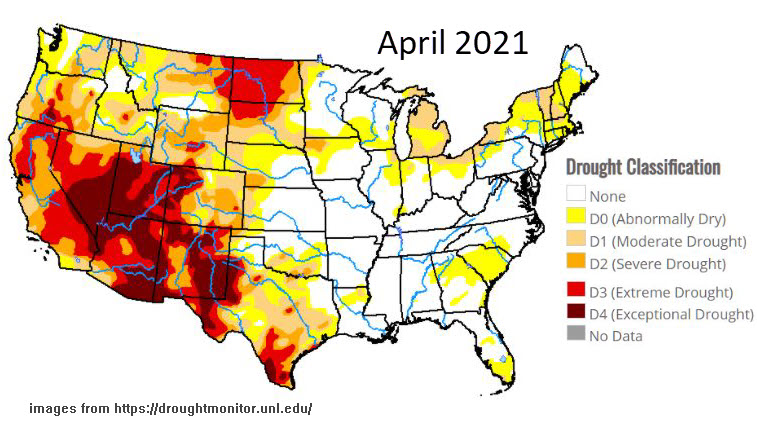 April 2021
Drought Classification
None
D0 (Abnormally Dry)
D1 (Moderate Drought)
D2 (Severe Drought)
D3 (Extreme Drought)
D4 (Exceptional Drought)
No Data
images from https://droughtmonitor.unl.edu/